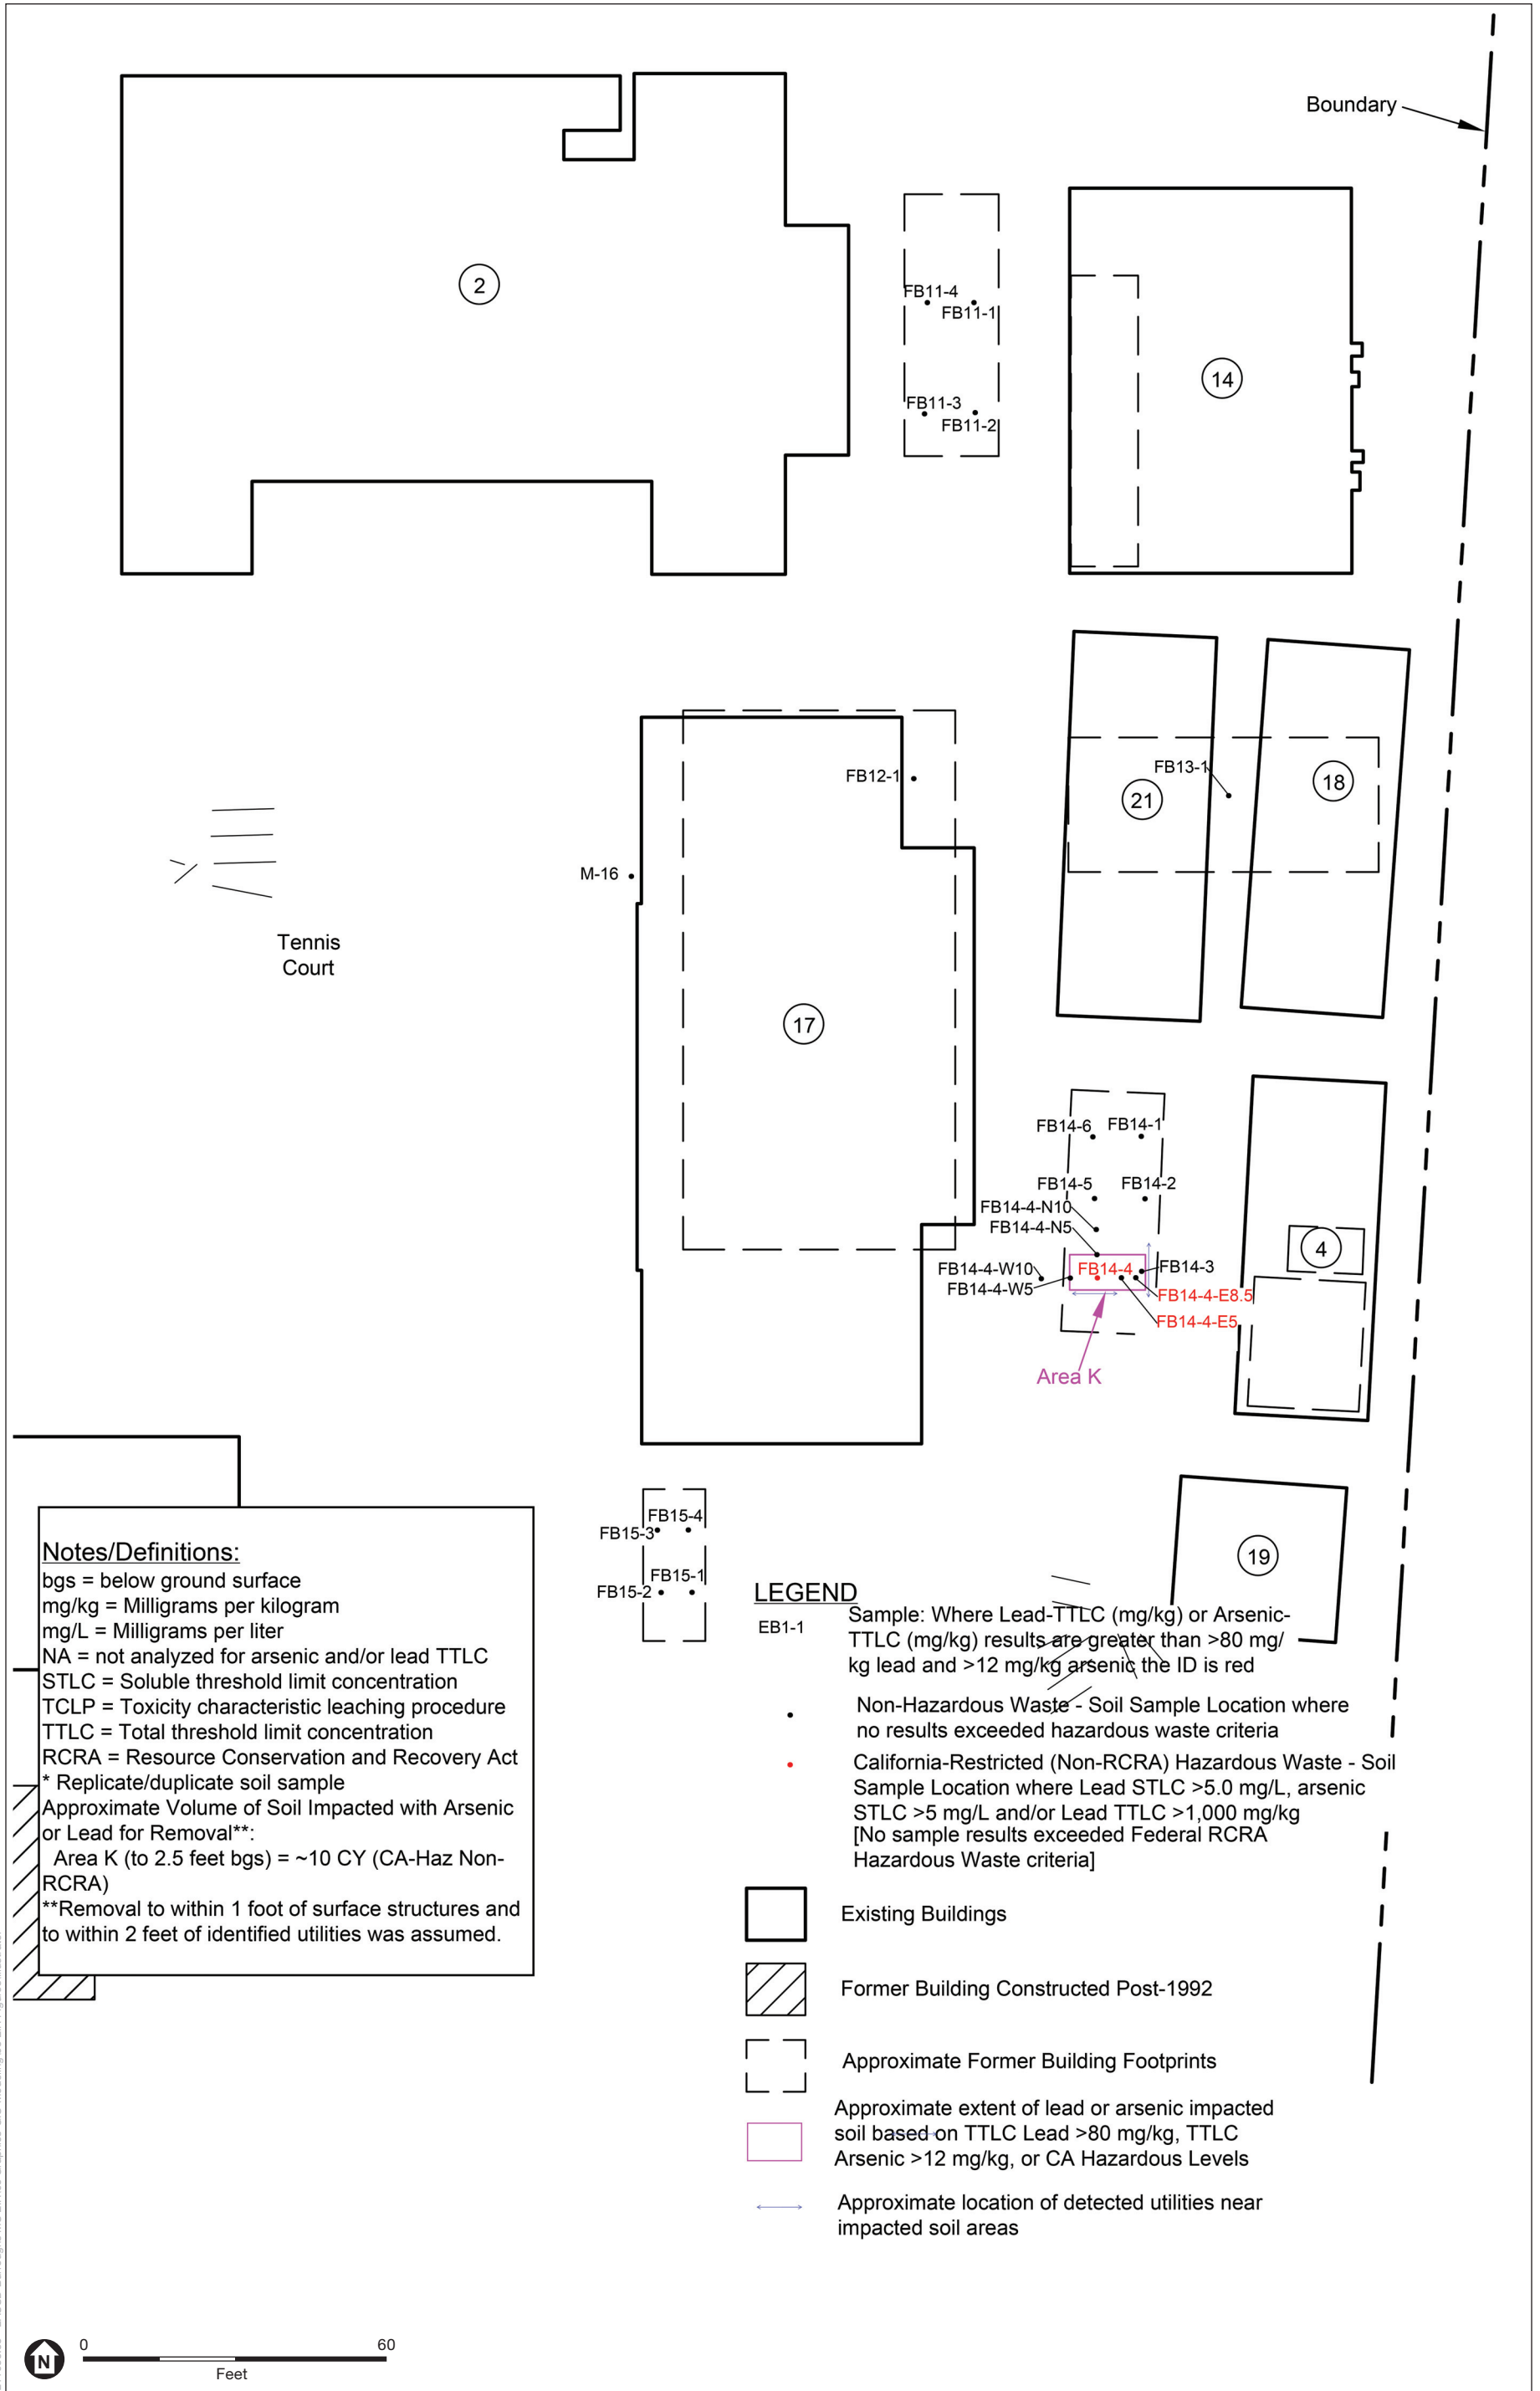 Boundary
2
FB11-4
FB11-1
14
FB11-3
FB11-2
FB12-1
FB13-1
21
18
M-16
Tennis
Court
17
FB14-6
FB14-1
FB14-5
FB14-2
FB14-4-N10
FB14-4-N5
4
FB14-4-W10
FB14-4
FB14-3
FB14-4-W5
FB14-4-E8.5
FB14-4-E5
Area K
FB15-4
FB15-3
FB15-1
FB15-2
19
Notes/Definitions:
bgs = below ground surface
mg/kg = Milligrams per kilogram
mg/L = Milligrams per liter
NA = not analyzed for arsenic and/or lead TTLC
STLC = Soluble threshold limit concentration
TCLP = Toxicity characteristic leaching procedure
TTLC = Total threshold limit concentration
RCRA = Resource Conservation and Recovery Act
* Replicate/duplicate soil sample
Approximate Volume of Soil Impacted with Arsenic
or Lead for Removal**:
Area K (to 2.5 feet bgs) = ~10 CY (CA-Haz Non-
RCRA)
**Removal to within 1 foot of surface structures and
to within 2 feet of identified utilities was assumed.
LEGEND
EB1-1
Sample: Where Lead-TTLC (mg/kg) or Arsenic-
TTLC (mg/kg) results are greater than >80 mg/
kg lead and >12 mg/kg arsenic the ID is red
Non-Hazardous Waste - Soil Sample Location where
no results exceeded hazardous waste criteria
California-Restricted (Non-RCRA) Hazardous Waste - Soil
Sample Location where Lead STLC >5.0 mg/L, arsenic
STLC >5 mg/L and/or Lead TTLC >1,000 mg/kg
[No sample results exceeded Federal RCRA
Hazardous Waste criteria]
Existing Buildings
Former Building Constructed Post-1992
Approximate Former Building Footprints
Approximate extent of lead or arsenic impacted
soil based on TTLC Lead >80 mg/kg, TTLC
Arsenic >12 mg/kg, or CA Hazardous Levels
Approximate location of detected utilities near
impacted soil areas
N
0
60
Feet